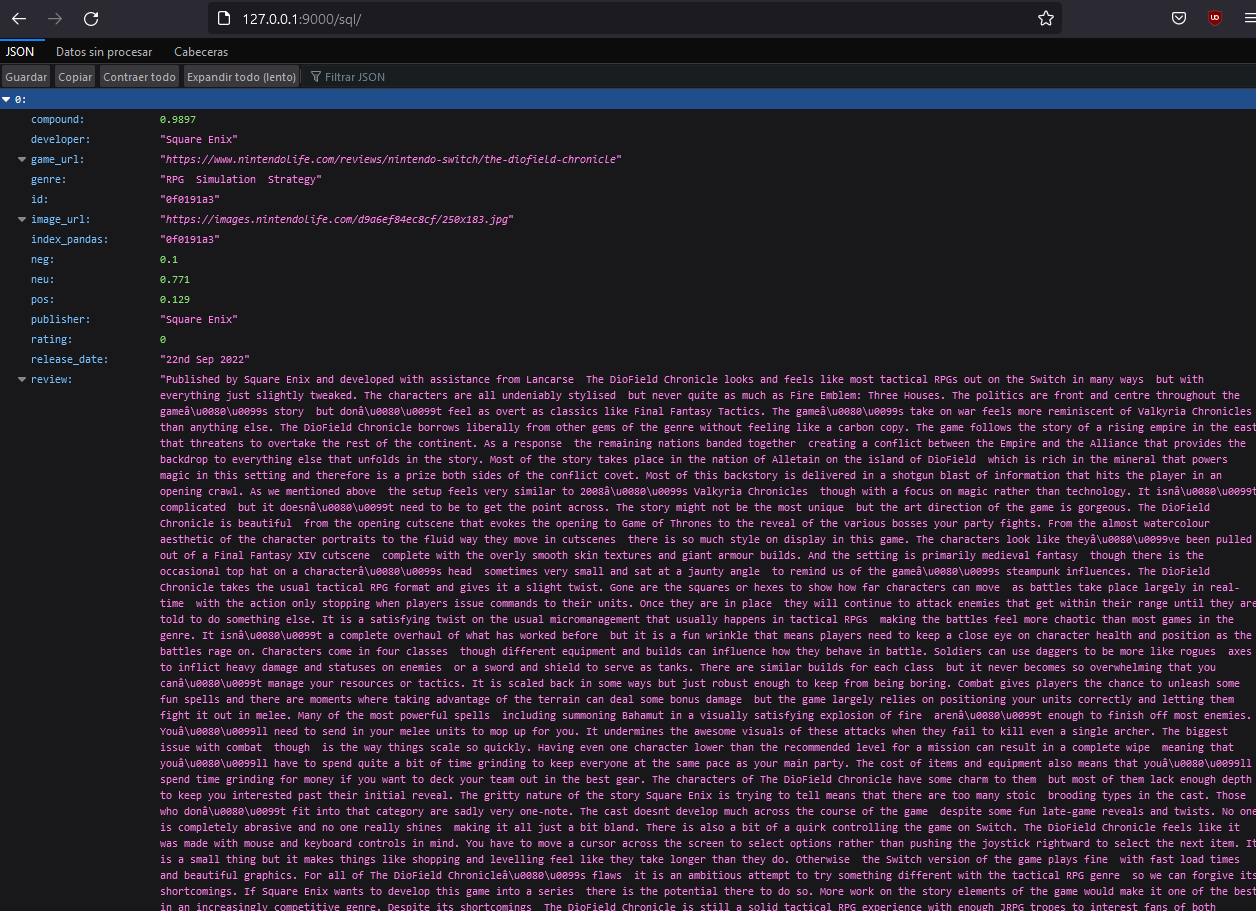 127.0.0.1:9000/sql/
JSON Datos sin procesar Cabeceras
Guardar Copiar Contraer todo Expandir todo (lento) Filtrar JSON
0:
compound: 0.9897
developer: "Square Enix"
game_url: "https://www.nintendolife.com/reviews/nintendo-switch/the-diofield-chronicle"
genre: "RPG  Simulation  Strategy"
id: "0f0191a3"
image_url: "https://images.nintendolife.com/d9a6ef84ec8cf/250x183.jpg"
index_pandas: "0f0191a3"
neg: 0.1
neu: 0.771
pos: 0.129
publisher: "Square Enix"
rating: 0
release_date: "22nd Sep 2022"
review: "Published by Square Enix and developed with assistance from Lancarse  The DioField Chronicle looks and feels like most tactical RPGs out on the Switch in many ways  but with
everything just slightly tweaked. The characters are all undeniably stylised  but never quite as much as Fire Emblem: Three Houses. The politics are front and centre throughout the
gameâ\u0080\u0099s story  but donâ\u0080\u0099t feel as overt as classics like Final Fantasy Tactics. The gameâ\u0080\u0099s take on war feels more reminiscent of Valkyria Chronicles
than anything else. The DioField Chronicle borrows liberally from other gems of the genre without feeling like a carbon copy. The game follows the story of a rising empire in the east
that threatens to overtake the rest of the continent. As a response  the remaining nations banded together  creating a conflict between the Empire and the Alliance that provides the
backdrop to everything else that unfolds in the story. Most of the story takes place in the nation of Alletain on the island of DioField  which is rich in the mineral that powers
magic in this setting and therefore is a prize both sides of the conflict covet. Most of this backstory is delivered in a shotgun blast of information that hits the player in an
opening crawl. As we mentioned above  the setup feels very similar to 2008â\u0080\u0099s Valkyria Chronicles  though with a focus on magic rather than technology. It isnâ\u0080\u0099t
complicated  but it doesnâ\u0080\u0099t need to be to get the point across. The story might not be the most unique  but the art direction of the game is gorgeous. The DioField
Chronicle is beautiful  from the opening cutscene that evokes the opening to Game of Thrones to the reveal of the various bosses your party fights. From the almost watercolour
aesthetic of the character portraits to the fluid way they move in cutscenes  there is so much style on display in this game. The characters look like theyâ\u0080\u0099ve been pulled
out of a Final Fantasy XIV cutscene  complete with the overly smooth skin textures and giant armour builds. And the setting is primarily medieval fantasy  though there is the
occasional top hat on a characterâ\u0080\u0099s head  sometimes very small and sat at a jaunty angle  to remind us of the gameâ\u0080\u0099s steampunk influences. The DioField
Chronicle takes the usual tactical RPG format and gives it a slight twist. Gone are the squares or hexes to show how far characters can move  as battles take place largely in real-
time  with the action only stopping when players issue commands to their units. Once they are in place  they will continue to attack enemies that get within their range until they are
told to do something else. It is a satisfying twist on the usual micromanagement that usually happens in tactical RPGs  making the battles feel more chaotic than most games in the
genre. It isnâ\u0080\u0099t a complete overhaul of what has worked before  but it is a fun wrinkle that means players need to keep a close eye on character health and position as the
battles rage on. Characters come in four classes  though different equipment and builds can influence how they behave in battle. Soldiers can use daggers to be more like rogues  axes
to inflict heavy damage and statuses on enemies  or a sword and shield to serve as tanks. There are similar builds for each class  but it never becomes so overwhelming that you
canâ\u0080\u0099t manage your resources or tactics. It is scaled back in some ways but just robust enough to keep from being boring. Combat gives players the chance to unleash some
fun spells and there are moments where taking advantage of the terrain can deal some bonus damage  but the game largely relies on positioning your units correctly and letting them
fight it out in melee. Many of the most powerful spells  including summoning Bahamut in a visually satisfying explosion of fire  arenâ\u0080\u0099t enough to finish off most enemies.
Youâ\u0080\u0099ll need to send in your melee units to mop up for you. It undermines the awesome visuals of these attacks when they fail to kill even a single archer. The biggest
issue with combat  though  is the way things scale so quickly. Having even one character lower than the recommended level for a mission can result in a complete wipe  meaning that
youâ\u0080\u0099ll have to spend quite a bit of time grinding to keep everyone at the same pace as your main party. The cost of items and equipment also means that youâ\u0080\u0099ll
spend time grinding for money if you want to deck your team out in the best gear. The characters of The DioField Chronicle have some charm to them  but most of them lack enough depth
to keep you interested past their initial reveal. The gritty nature of the story Square Enix is trying to tell means that there are too many stoic  brooding types in the cast. Those
who donâ\u0080\u0099t fit into that category are sadly very one-note. The cast doesnt develop much across the course of the game  despite some fun late-game reveals and twists. No one
is completely abrasive and no one really shines  making it all just a bit bland. There is also a bit of a quirk controlling the game on Switch. The DioField Chronicle feels like it
was made with mouse and keyboard controls in mind. You have to move a cursor across the screen to select options rather than pushing the joystick rightward to select the next item. It
is a small thing but it makes things like shopping and levelling feel like they take longer than they do. Otherwise  the Switch version of the game plays fine  with fast load times
and beautiful graphics. For all of The DioField Chronicleâ\u0080\u0099s flaws  it is an ambitious attempt to try something different with the tactical RPG genre  so we can forgive its
shortcomings. If Square Enix wants to develop this game into a series  there is the potential there to do so. More work on the story elements of the game would make it one of the best
in an increasingly competitive genre. Despite its shortcomings  The DioField Chronicle is still a solid tactical RPG experience with enough JRPG tropes to interest fans of both